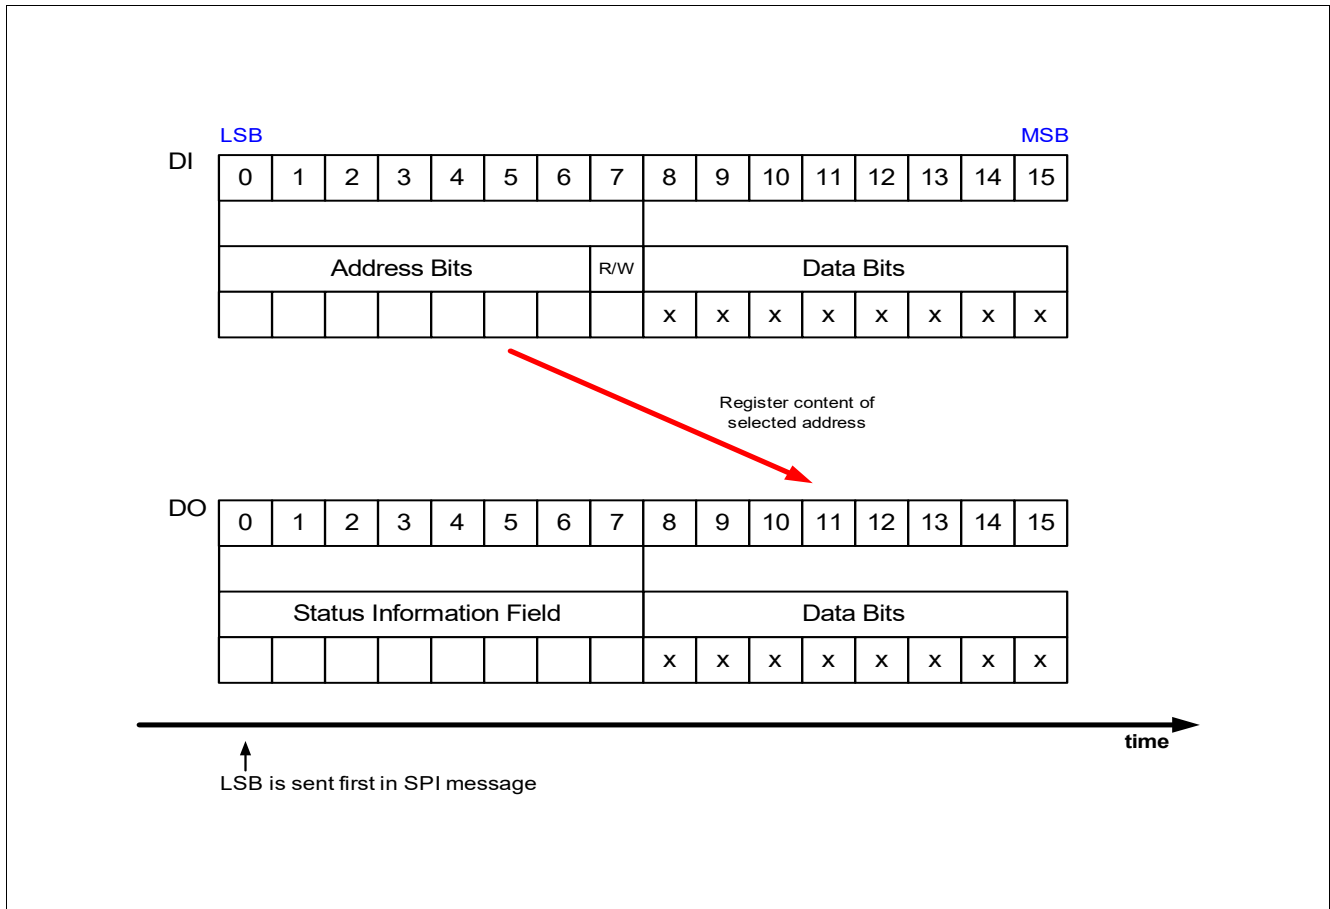 LSB MSB
DI
0 1 2 3 4 5 6 7 8 9 10 11 12 13 14 15
Address Bits R/W Data Bits
x x x x x x x x
Register content of
selected address
DO
0 1 2 3 4 5 6 7 8 9 10 11 12 13 14 15
Status Information Field Data Bits
x x x x x x x x
time
LSB is sent first in SPI message